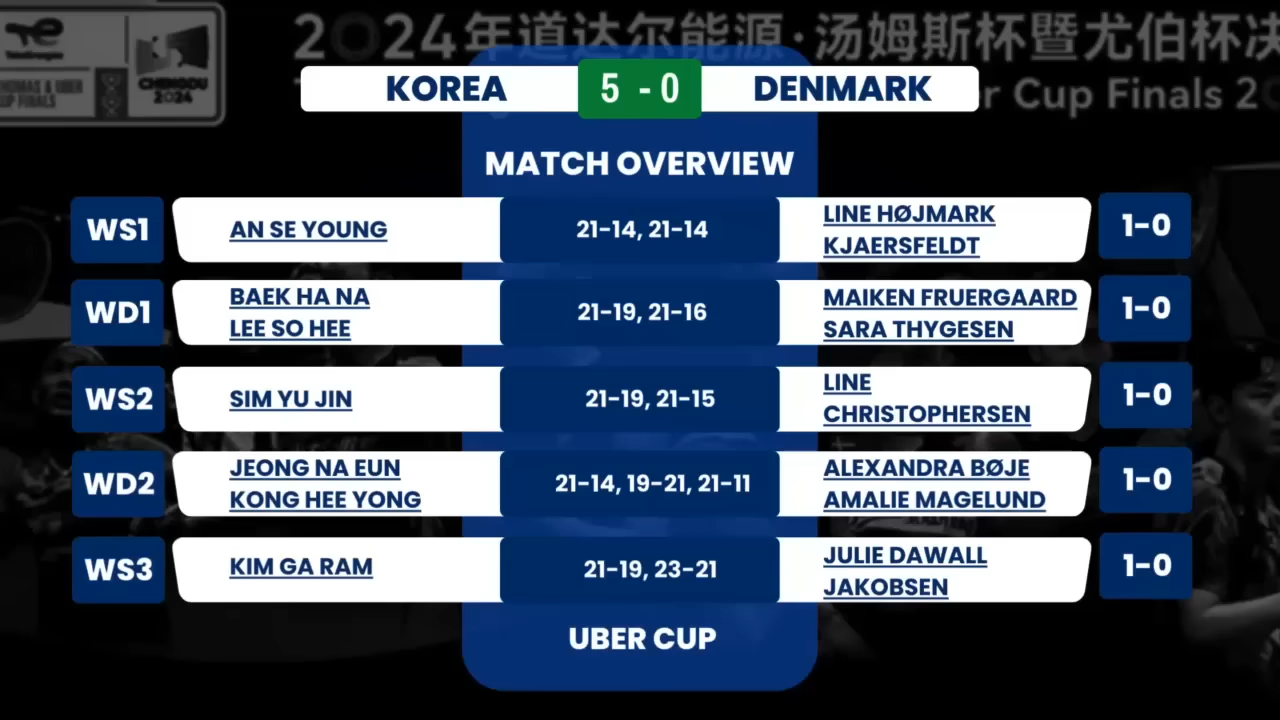 2024年道达尔能源·汤姆斯杯暨尤伯杯决
THOMAS & UBER
CUP FINALS
CHENGDU
2024
r Cup Finals 20
KOREA 5 - 0 DENMARK
MATCH OVERVIEW
WS1 AN SE YOUNG 21-14, 21-14 LINE HØJMARK KJAERSFELDT 1-0
WD1 BAEK HA NA LEE SO HEE 21-19, 21-16 MAIKEN FRUERGAARD SARA THYGESEN 1-0
WS2 SIM YU JIN 21-19, 21-15 LINE CHRISTOPHERSEN 1-0
WD2 JEONG NA EUN KONG HEE YONG 21-14, 19-21, 21-11 ALEXANDRA BØJE AMALIE MAGELUND 1-0
WS3 KIM GA RAM 21-19, 23-21 JULIE DAWALL JAKOBSEN 1-0
UBER CUP